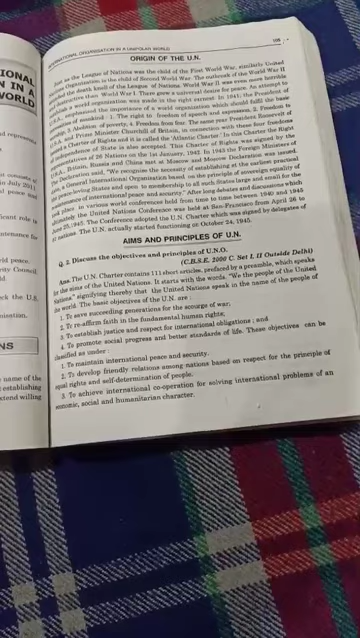 INTERNATIONAL ORGANISATION IN A UNIPOLAR WORLD
105
ORIGIN OF THE U.N.
Just as the League of Nations was the child of the First World War, similarly United
Nations Organization is the child of Second World War. The outbreak of the World War II
the death knell of the League of Nations. World War II was even more horrible
destructive than World War I. There grew a universal desire for peace. An attempt to
establish a world organization was made in the right earnest. In 1941, the President of
U.S.A. emphasized the importance of a world organization which should fulfil the base
of mankind : 1. The right to freedom of speech and expression, 2. Freedom to
worship, 3. Abolition of poverty, 4. Freedom from fear. The same year President Roosevelt of
U.S.A. and Prime Minister Churchill of Britain, in connection with these four freedoms
a Charter of Rights and it is called the 'Atlantic Charter'. In this Charter the Right
of independence of State is also accepted. This Charter of Rights was signed by the
representatives of 26 Nations on the 1st January, 1942. In 1943 the Foreign Ministers of
U.S.A., Britain, Russia and China met at Moscow and Moscow Declaration was issued.
The Declaration said, "We recognize the necessity of establishing at the earliest practical
date, a General International Organisation based on the principle of sovereign equality of
Peace loving States and open to membership to all such States large and small for the
maintenance of international peace and security." After long debates and discussions which
took place in various world conferences held from time to time between 1940 and 1945
ultimately the United Nations Conference was held at San-Francisco from April 26 to
June 25, 1945. The Conference adopted the U.N. Charter which was signed by delegates of
51 nations. The U.N. actually started functioning on October 24, 1945.
AIMS AND PRINCIPLES OF U.N.
Q. 2. Discuss the objectives and principles of U.N.O.
(C.B.S.E. 2000 C. Set I, II Outside Delhi)
Ans. The U.N. Charter contains 111 short articles, prefaced by a preamble, which speaks
of the aims of the United Nations. It starts with the words, "We the people of the United
Nations," signifying thereby that the United Nations speak in the name of the people of
the world. The basic objectives of the U.N. are :
1. To save succeeding generations for the scourge of war;
2. To re-affirm faith in the fundamental human rights;
3. To establish justice and respect for international obligations ; and
4. To promote social progress and better standards of life. These objectives can be
classified as under :
1. To maintain international peace and security.
2. To develop friendly relations among nations based on respect for the principle of
equal rights and self-determination of people.
3. To achieve international co-operation for solving international problems of an
economic, social and humanitarian character.